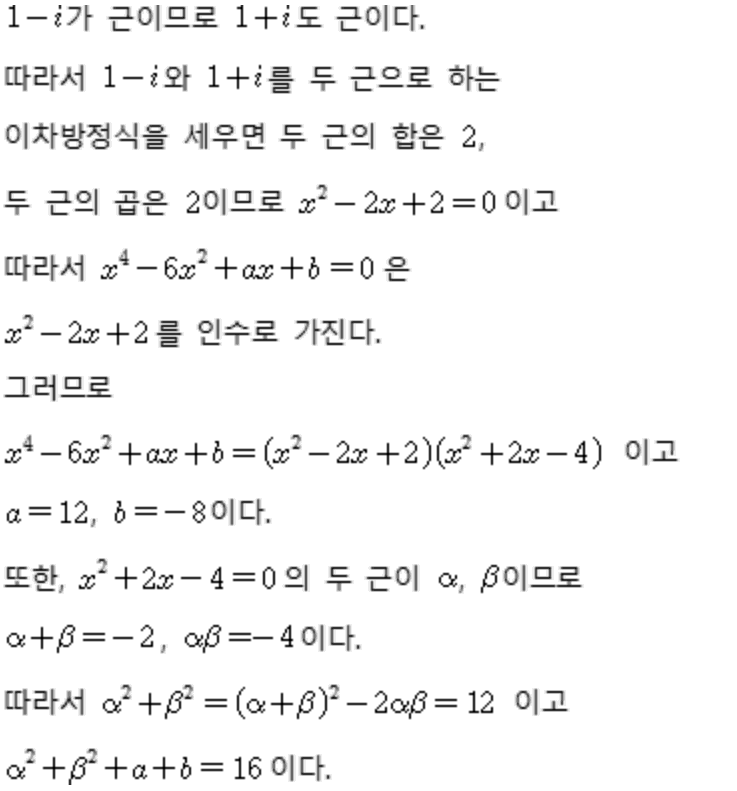 1−i가 근이므로 1+i도 근이다.
따라서 1−i와 1+i를 두 근으로 하는
이차방정식을 세우면 두 근의 합은 2,
두 근의 곱은 2이므로 x²−2x+2=0이고
따라서 x⁴−6x²+ax+b=0은
x²−2x+2를 인수로 가진다.
그러므로
x⁴−6x²+ax+b=(x²−2x+2)(x²+2x−4) 이고
a=12, b=−8이다.
또한, x²+2x−4=0의 두 근이 α, β이므로
α+β=−2, αβ=−4이다.
따라서 α²+β²=(α+β)²−2αβ=12 이고
α²+β²+a+b=16이다.